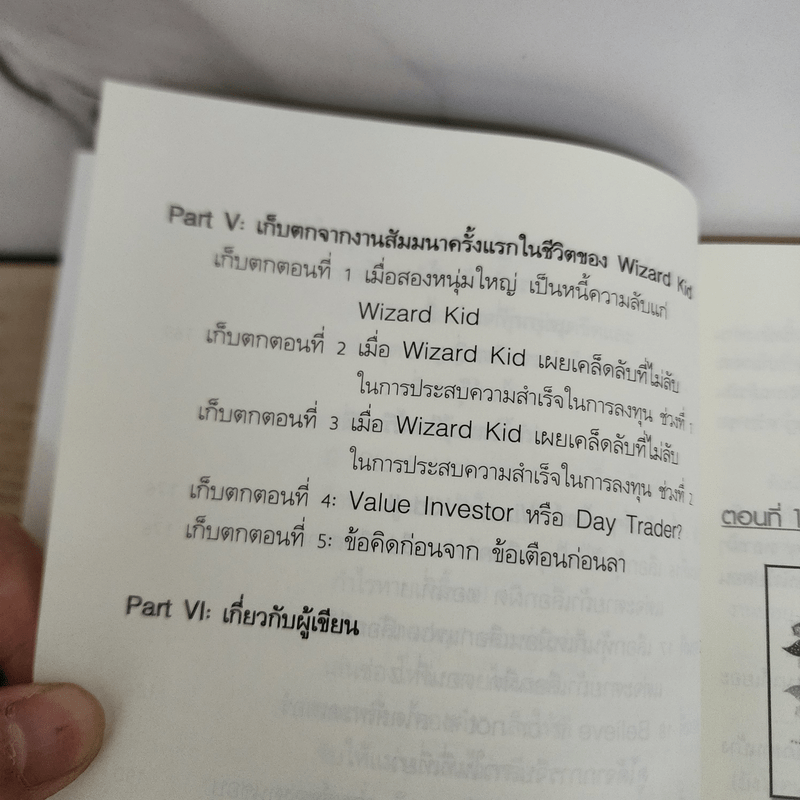 Part V: เก็บตกจากงานสัมมนาครั้งแรกในชีวิตของ Wizard Kid
เก็บตกตอนที่ 1 เมื่อสองหนุ่มใหญ่ เป็นหนี้ความลับแก่
Wizard Kid
เก็บตกตอนที่ 2 เมื่อ Wizard Kid เผยเคล็ดลับที่ไม่ลับ
ในการประสบความสำเร็จในการลงทุน ช่วงที่ 1
เก็บตกตอนที่ 3 เมื่อ Wizard Kid เผยเคล็ดลับที่ไม่ลับ
ในการประสบความสำเร็จในการลงทุน ช่วงที่ 2
เก็บตกตอนที่ 4: Value Investor หรือ Day Trader?
เก็บตกตอนที่ 5: ข้อคิดก่อนจาก ข้อเตือนก่อนลา
Part VI: เกี่ยวกับผู้เขียน
ตอนที่ 1